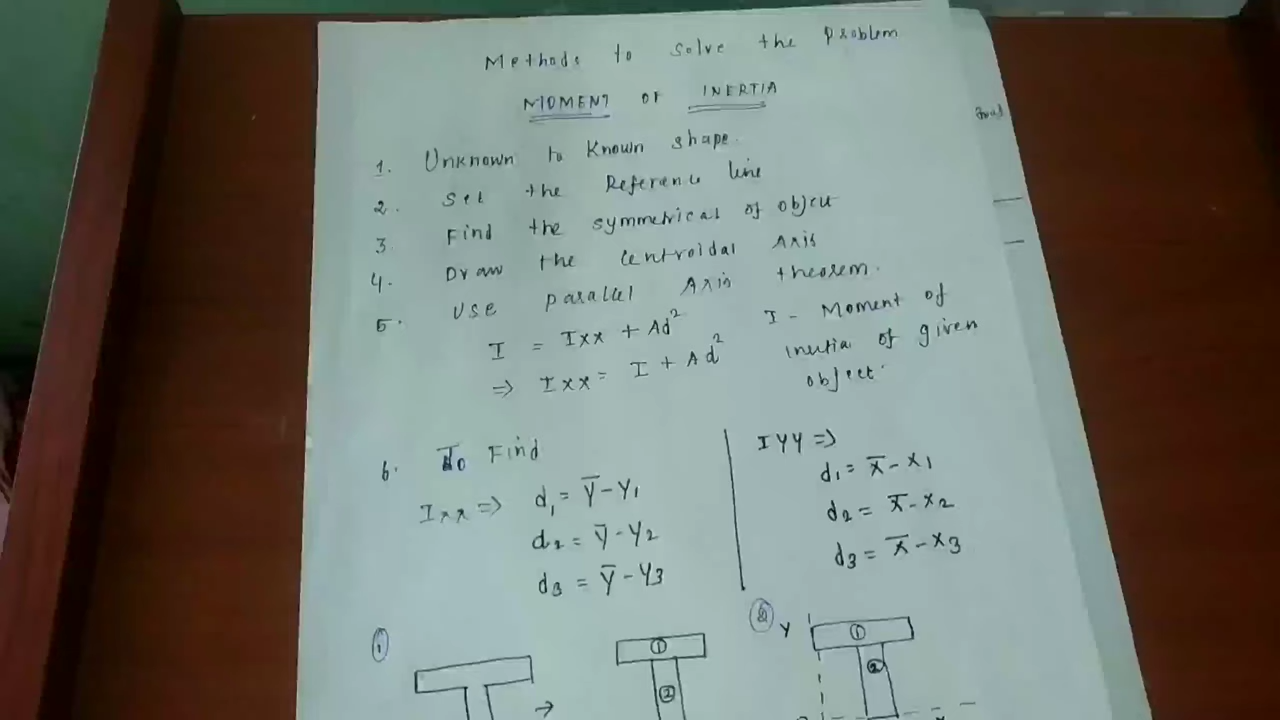 Methods to solve the problem
MOMENT OF INERTIA
1. Unknown to Known shape.
2. Set the Reference line
3. Find the symmetrical of object
4. Draw the Centroidal Axis
5. Use parallel Axis theorem.
I = Ixx + Ad²
⇒ Ixx = I + Ad²
I - Moment of
inertia of given
object.
6. To Find
Ixx ⇒ d₁ = ȳ - y₁
d₂ = ȳ - y₂
d₃ = ȳ - y₃
IYY ⇒
d₁ = x̄ - x₁
d₂ = x̄ - x₂
d₃ = x̄ - x₃
①
→
①
②
②
Y
①
②